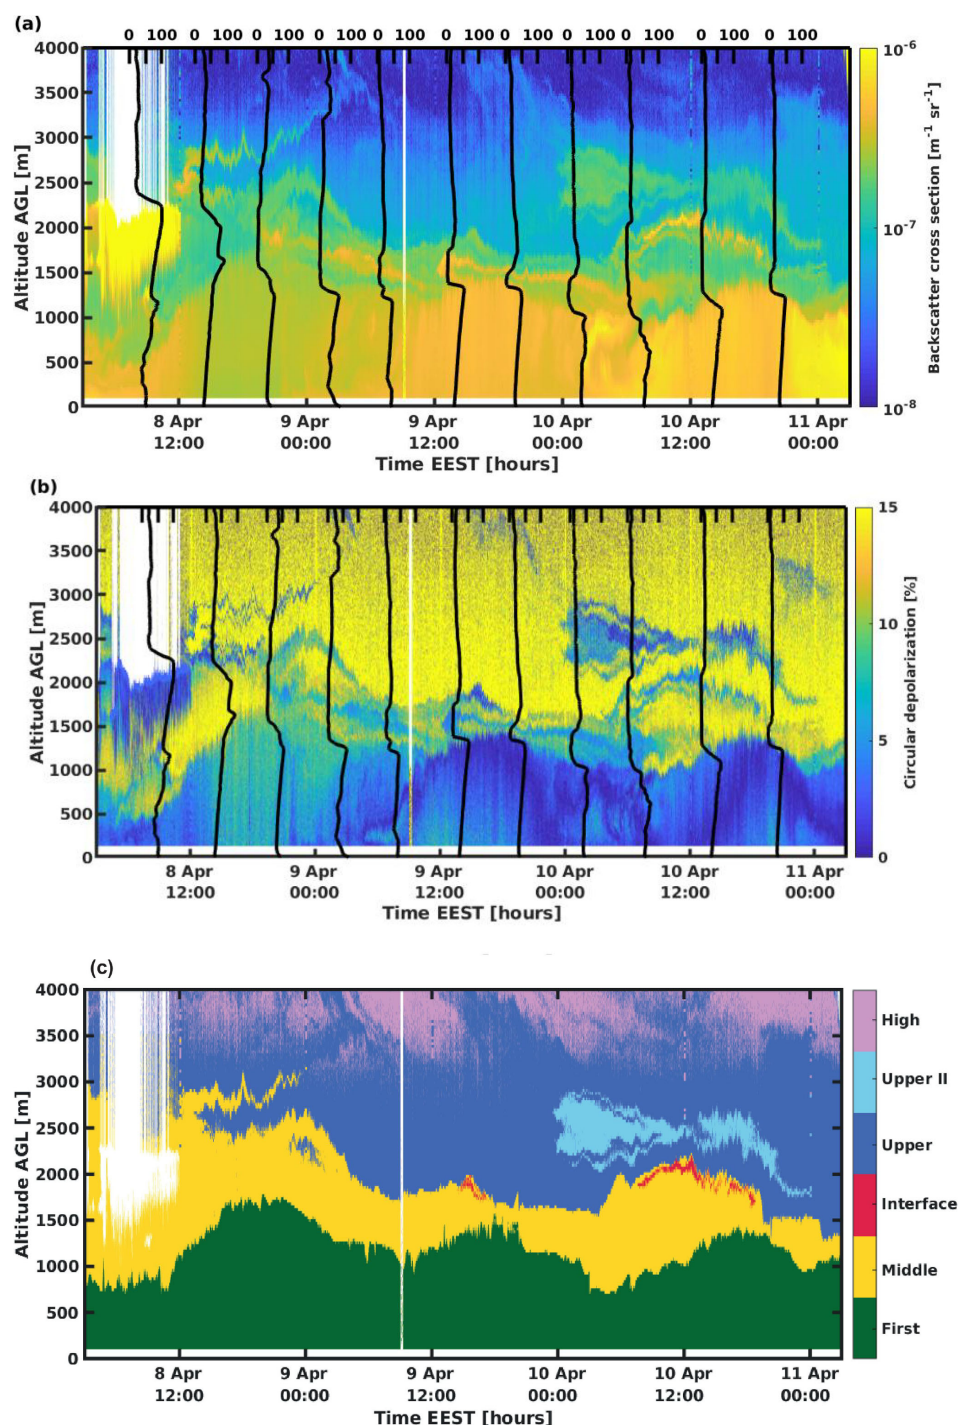 (a)
0 100 0 100 0 100 0 100 0 100 0 100 0 100 0 100 0 100 0 100 0 100
4000
3500
3000
2500
2000
1500
1000
500
0
Altitude AGL [m]
8 Apr 9 Apr 9 Apr 10 Apr 10 Apr 11 Apr
12:00 00:00 12:00 00:00 12:00 00:00
Time EEST [hours]
10-6
10-7
10-8
Backscatter cross section [m-1 sr-1]
(b)
4000
3500
3000
2500
2000
1500
1000
500
0
Altitude AGL [m]
8 Apr 9 Apr 9 Apr 10 Apr 10 Apr 11 Apr
12:00 00:00 12:00 00:00 12:00 00:00
Time EEST [hours]
15
10
5
0
Circular depolarization [%]
(c)
4000
3500
3000
2500
2000
1500
1000
500
0
Altitude AGL [m]
8 Apr 9 Apr 9 Apr 10 Apr 10 Apr 11 Apr
12:00 00:00 12:00 00:00 12:00 00:00
Time EEST [hours]
High
Upper II
Upper
Interface
Middle
First